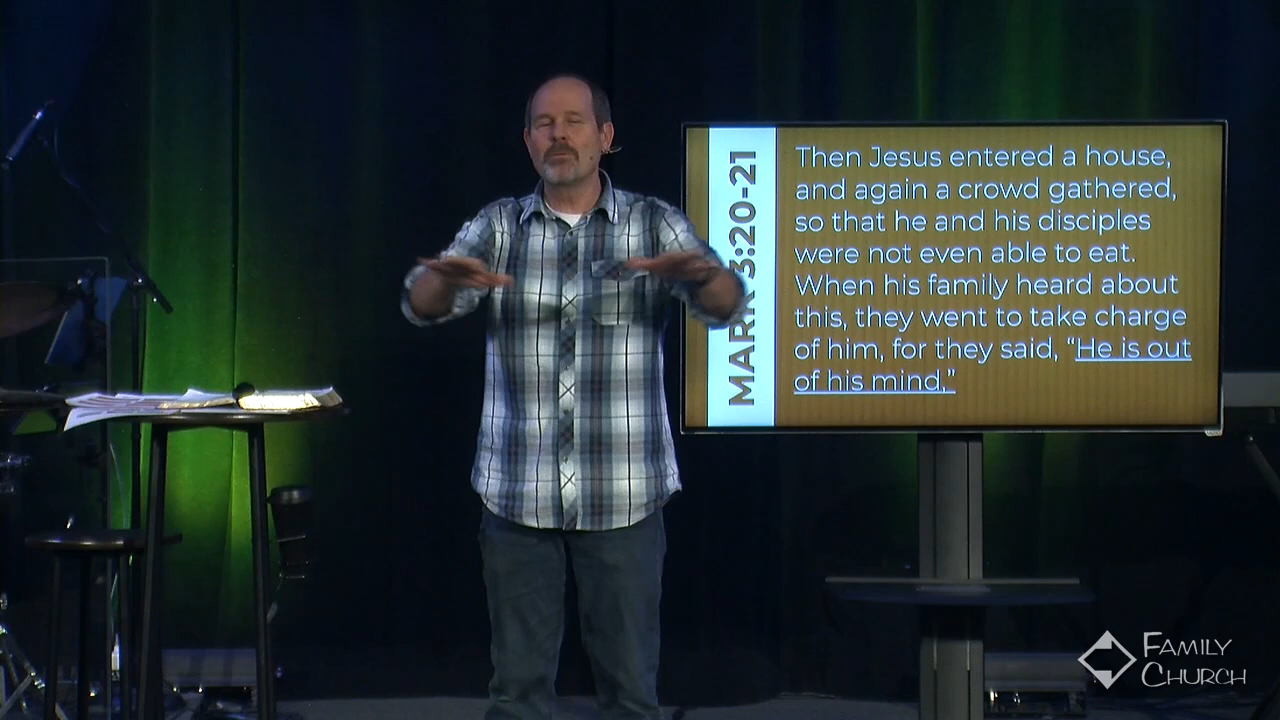 MARK 3:20-21
Then Jesus entered a house,
and again a crowd gathered,
so that he and his disciples
were not even able to eat.
When his family heard about
this, they went to take charge
of him, for they said, “He is out
of his mind.”
FAMILY
CHURCH